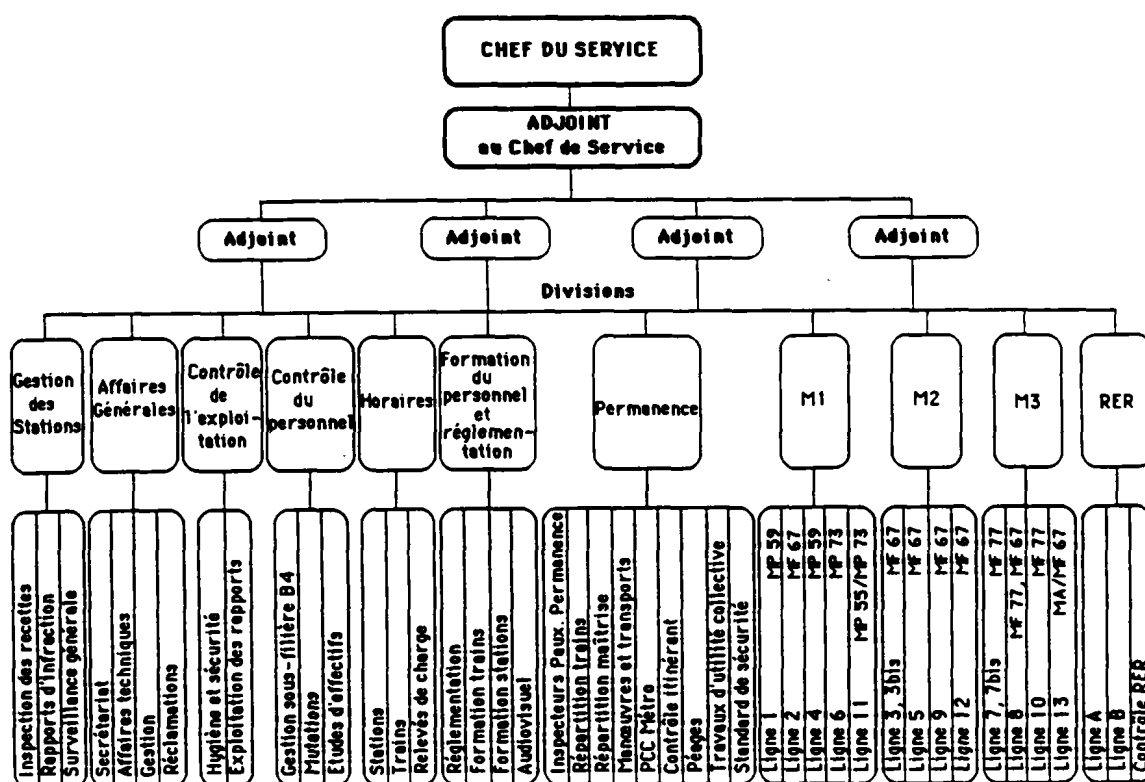 CHEF DU SERVICE
ADJOINT
au Chef de Service
Adjoint
Adjoint
Adjoint
Adjoint
Divisions
Gestion
des
Stations
Affaires
Générales
Contrôle
de
l'exploi-
tation
Contrôle
du
personnel
Horaires
Formation
du
personnel
et
réglemen-
tation
Permanence
M1
M2
M3
RER
Inspection des recettes
Rapports d'infraction
Surveillance générale
Secrétariat
Affaires techniques
Gestion
Réclamations
Hygiène et sécurité
Exploitation des rapports
Gestion sous-filière B4
Mutations
Etudes d'effectifs
Stations
Trains
Relevés de charge
Réglementation
Formation trains
Formation stations
Audiovisuel
Inspecteurs Paux. Permanence
Répartition trains
Répartition maîtrise
Manœuvres et transports
PCC Métro
Contrôle itinérant
Péages
Travaux d'utilité collective
Standard de sécurité
Ligne 1 MP 59
Ligne 2 MF 67
Ligne 4 MP 59
Ligne 6 MP 73
Ligne 11 MP 55/MP 73
Ligne 3, 3bis MF 67
Ligne 5 MF 67
Ligne 9 MF 67
Ligne 12 MF 67
Ligne 7, 7bis MF 77
Ligne 8 MF 77, MF 67
Ligne 10 MF 77
Ligne 13 MA/MF 67
Ligne A
Ligne B
Contrôle RER